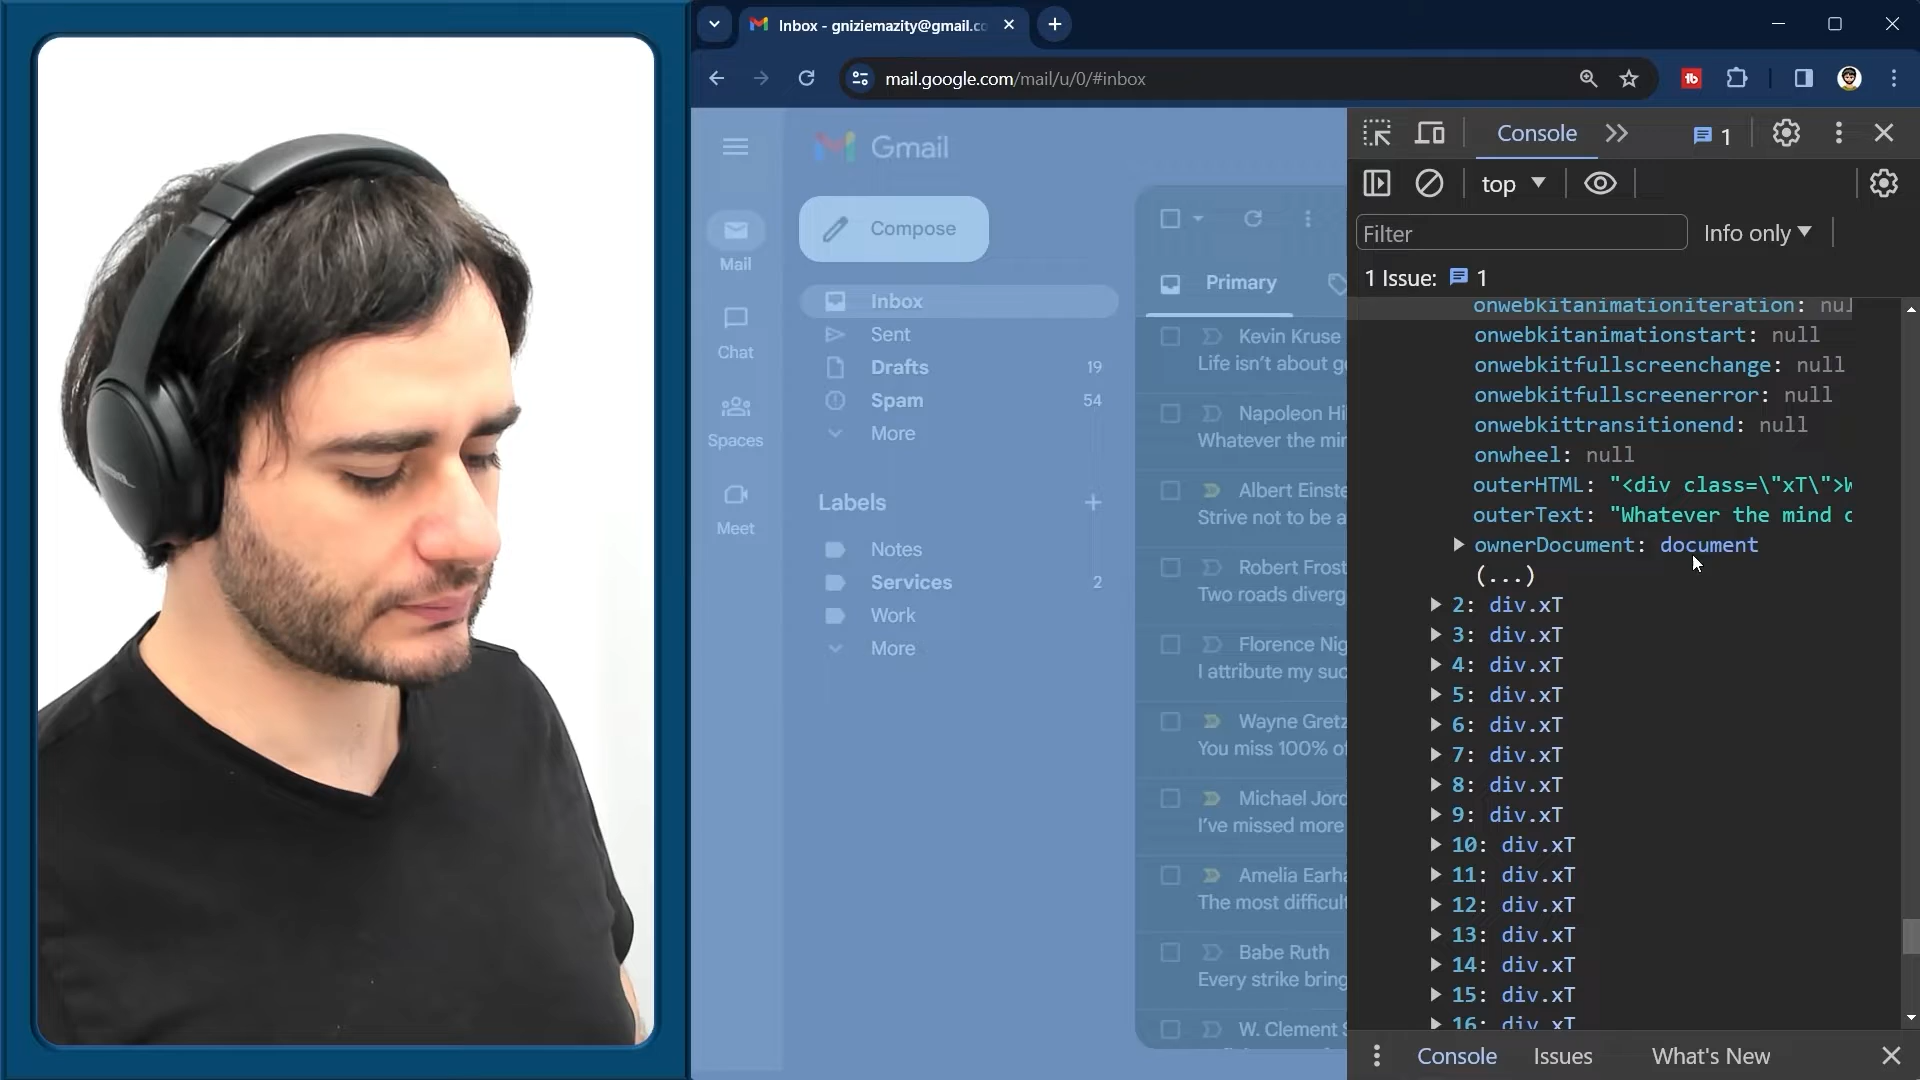 Inbox - gniziemazity@gmail.co
mail.google.com/mail/u/0/#inbox
Gmail
Compose
Mail
Chat
Spaces
Meet
Inbox
Sent
Drafts 19
Spam 54
More
Labels +
Notes
Services 2
Work
More
Primary
Kevin Kruse
Life isn't about g
Napoleon Hi
Whatever the mir
Albert Einste
Strive not to be a
Robert Frost
Two roads diverg
Florence Nig
I attribute my suc
Wayne Gretz
You miss 100% of
Michael Jord
I've missed more
Amelia Earha
The most difficult
Babe Ruth
Every strike bring
W. Clement S
Console 1
top
Filter Info only
1 Issue: 1
onwebkitanimationiteration: nul
onwebkitanimationstart: null
onwebkitfullscreenchange: null
onwebkitfullscreenerror: null
onwebkittransitionend: null
onwheel: null
outerHTML: "<div class=\"xT\">W
outerText: "Whatever the mind c
ownerDocument: document
(...)
2: div.xT
3: div.xT
4: div.xT
5: div.xT
6: div.xT
7: div.xT
8: div.xT
9: div.xT
10: div.xT
11: div.xT
12: div.xT
13: div.xT
14: div.xT
15: div.xT
16: div.xT
Console Issues What's New